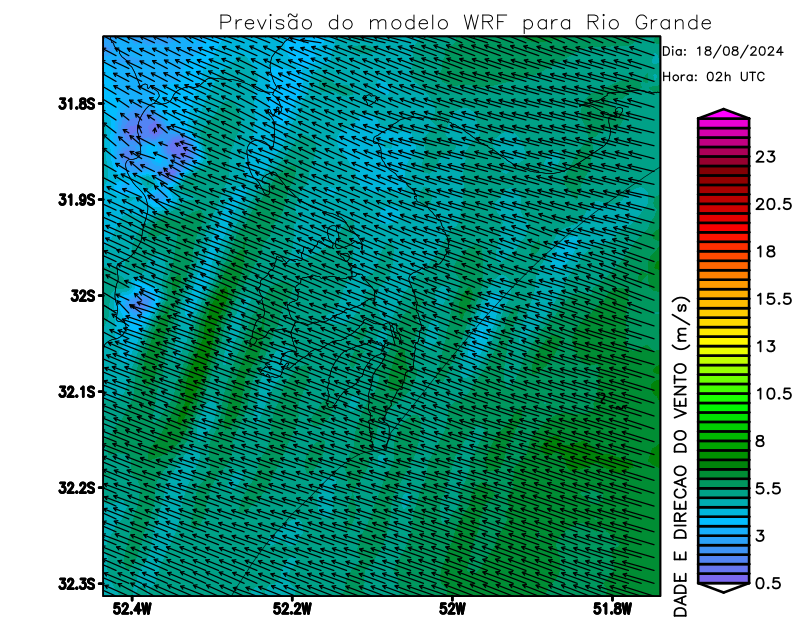 Previsão do modelo WRF para Rio Grande
Dia: 18/08/2024
Hora: 02h UTC
31.8S
31.9S
32S
32.1S
32.2S
32.3S
52.4W
52.2W
52W
51.8W
DADE E DIRECAO DO VENTO (m/s)
23
20.5
18
15.5
13
10.5
8
5.5
3
0.5